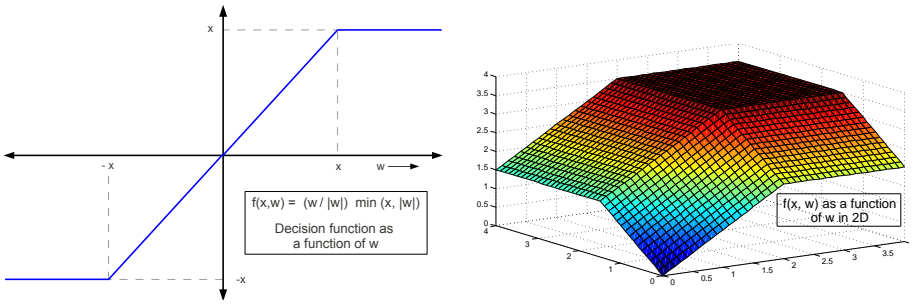 x
- x
x
w
-x
f(x,w) = (w / |w|) min (x, |w|)
Decision function as
a function of w
4
3.5
3
2.5
2
1.5
1
0.5
0
4
3
2
1
0
0
0.5
1
1.5
2
2.5
3
3.5
f(x, w) as a function
of w in 2D